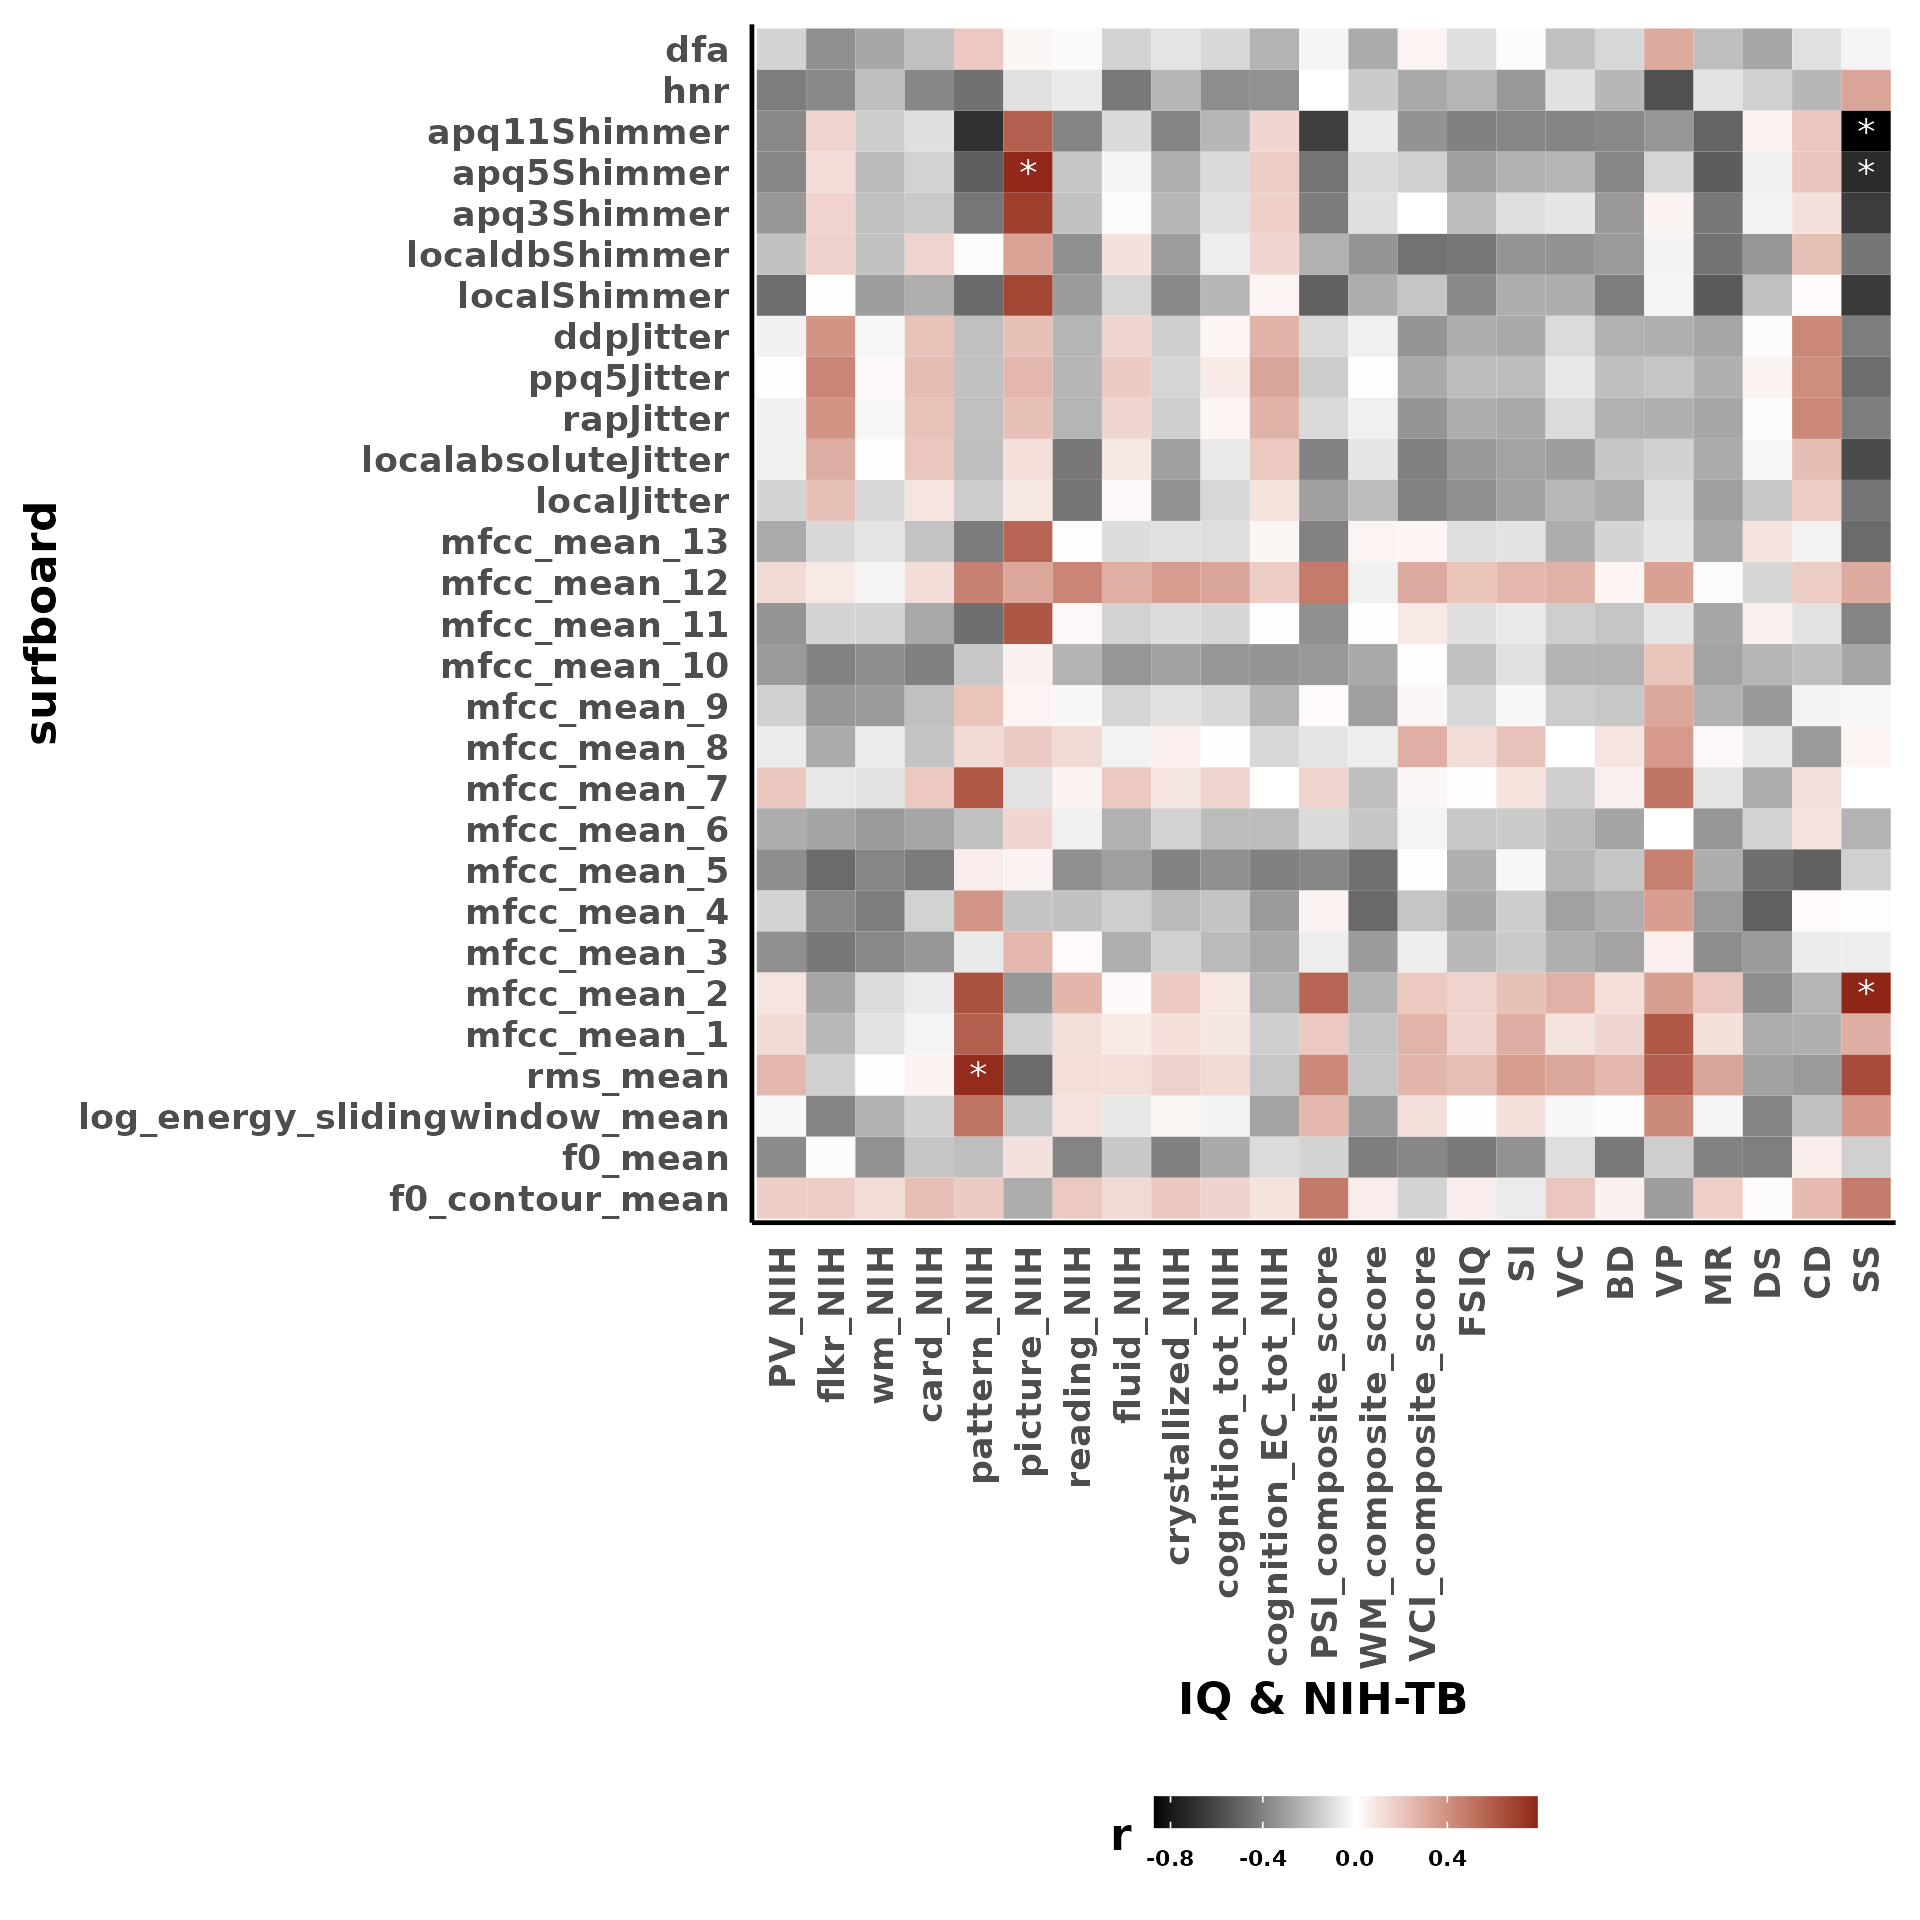 dfa
hnr
apq11Shimmer
*
apq5Shimmer
* *
apq3Shimmer
localdbShimmer
localShimmer
ddpJitter
ppq5Jitter
rapJitter
localabsoluteJitter
localJitter
mfcc_mean_13
mfcc_mean_12
mfcc_mean_11
mfcc_mean_10
mfcc_mean_9
mfcc_mean_8
mfcc_mean_7
mfcc_mean_6
mfcc_mean_5
mfcc_mean_4
mfcc_mean_3
mfcc_mean_2
*
mfcc_mean_1
rms_mean
*
log_energy_slidingwindow_mean
f0_mean
f0_contour_mean
surfboard
PV_NIH
flkr_NIH
wm_NIH
card_NIH
pattern_NIH
picture_NIH
reading_NIH
fluid_NIH
crystallized_NIH
cognition_tot_NIH
cognition_EC_tot_NIH
PSI_composite_score
WM_composite_score
VCI_composite_score
FSIQ
SI
VC
BD
VP
MR
DS
CD
SS
IQ & NIH-TB
r
-0.8 -0.4 0.0 0.4